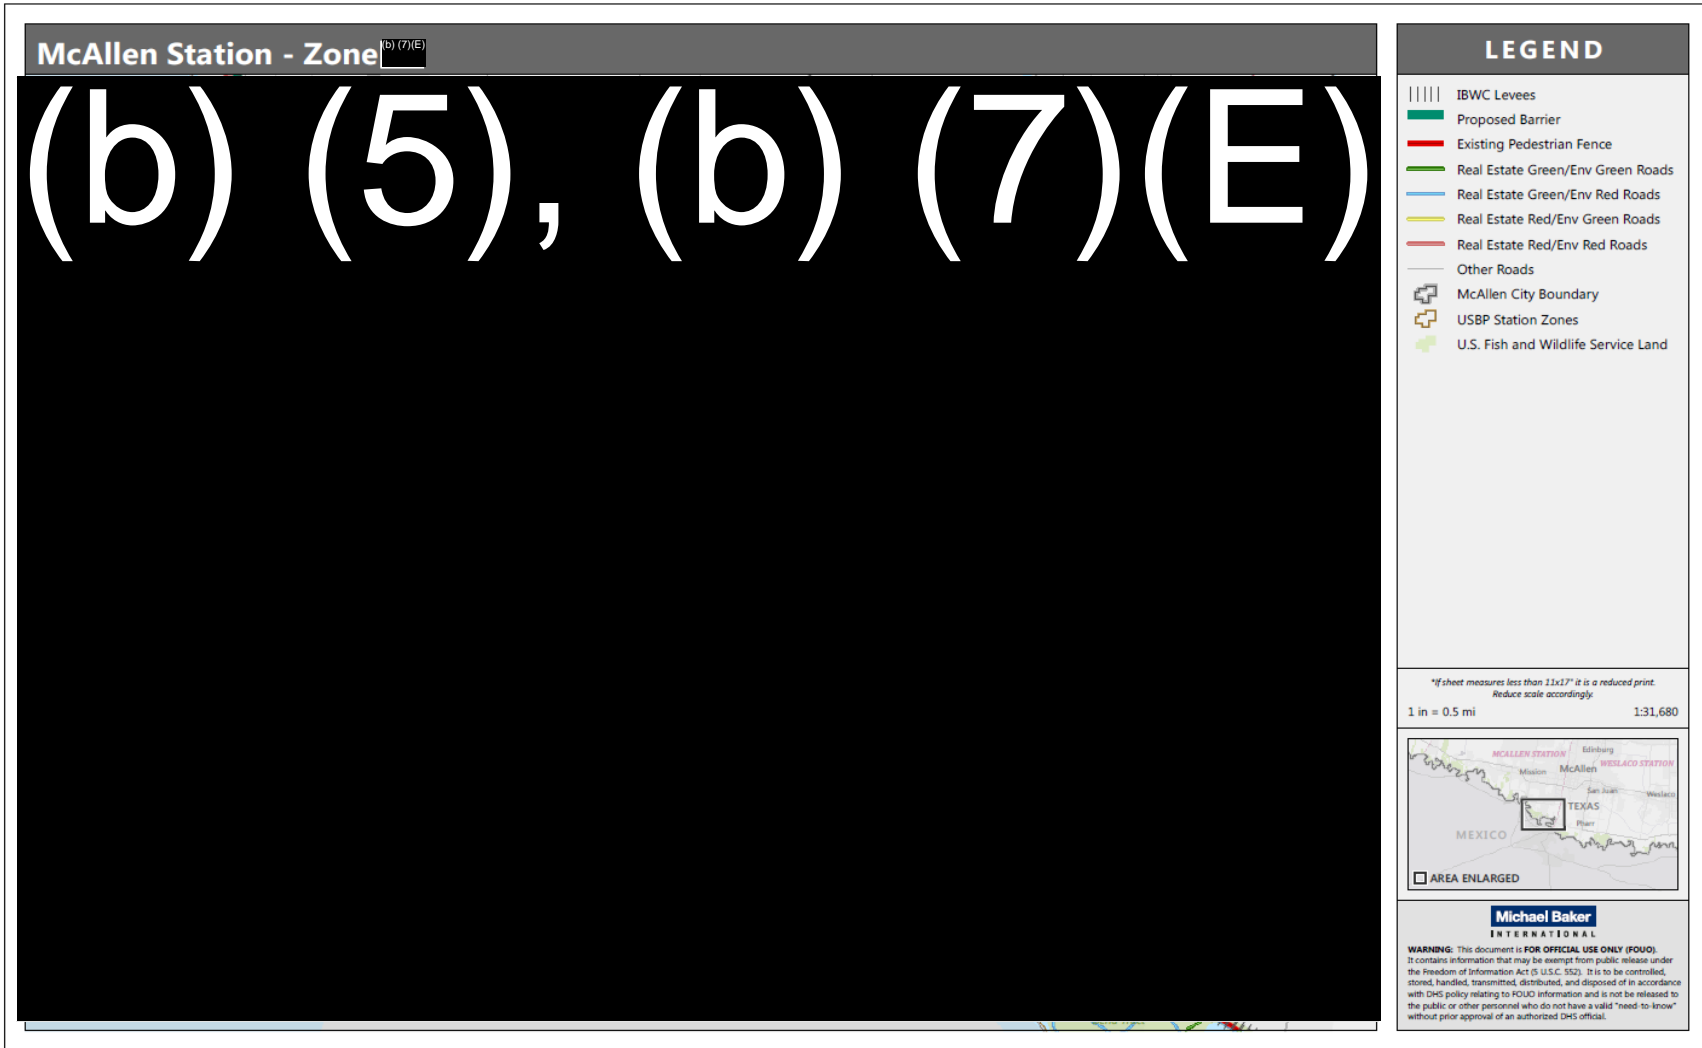 McAllen Station - Zone (b) (7)(E)
(b) (5), (b) (7)(E)
LEGEND
IBWC Levees
Proposed Barrier
Existing Pedestrian Fence
Real Estate Green/Env Green Roads
Real Estate Green/Env Red Roads
Real Estate Red/Env Green Roads
Real Estate Red/Env Red Roads
Other Roads
McAllen City Boundary
USBP Station Zones
U.S. Fish and Wildlife Service Land
*If sheet measures less than 11x17" it is a reduced print.
Reduce scale accordingly.
1 in = 0.5 mi 1:31,680
MCALLEN STATION
Edinburg
WESLACO STATION
Mission
McAllen
San Juan
Weslaco
TEXAS
Pharr
MEXICO
AREA ENLARGED
Michael Baker
INTERNATIONAL
WARNING: This document is FOR OFFICIAL USE ONLY (FOUO).
It contains information that may be exempt from public release under
the Freedom of Information Act (5 U.S.C. 552). It is to be controlled,
stored, handled, transmitted, distributed, and disposed of in accordance
with DHS policy relating to FOUO information and is not be released to
the public or other personnel who do not have a valid "need-to-know"
without prior approval of an authorized DHS official.